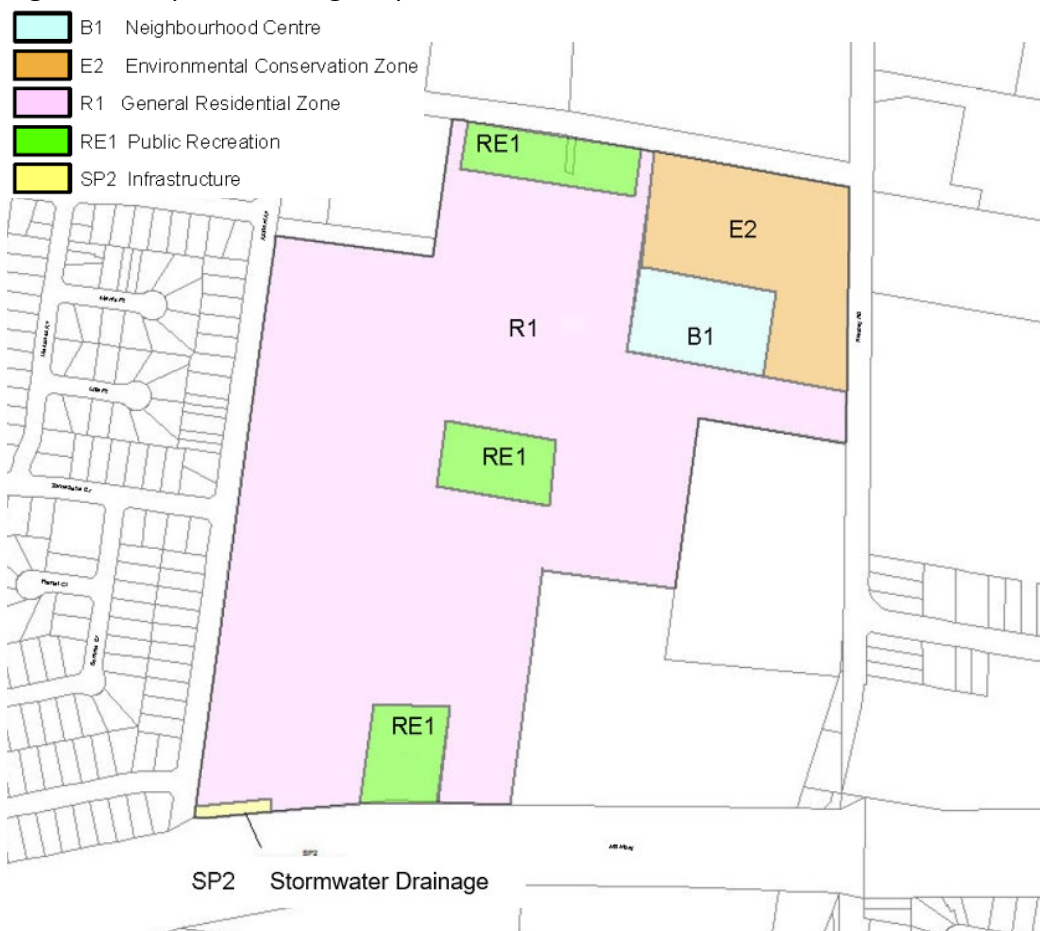 B1 Neighbourhood Centre
E2 Environmental Conservation Zone
R1 General Residential Zone
RE1 Public Recreation
SP2 Infrastructure
RE1
E2
R1
B1
RE1
RE1
SP2
SP2 Stormwater Drainage